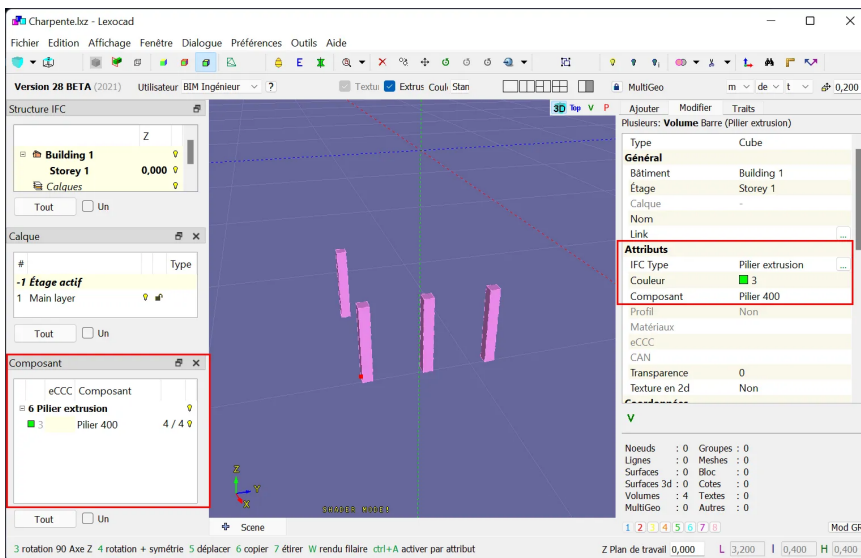 Charpente.lxz - Lexocad
Fichier Edition Affichage Fenêtre Dialogue Préférences Outils Aide
Version 28 BETA (2021) Utilisateur BIM Ingénieur ? Extrus Coul Stan MultiGeo m de t 0,200
Structure IFC
Z
Building 1
Storey 1 0,000
Calques
Tout Un
Calque
# Type
-1 Étage actif
1 Main layer
Tout Un
Composant
eCCC Composant
6 Pilier extrusion
3 Pilier 400 4 / 4
Tout Un
3D Top V P
Z
Y
X
SHADER MODE!
Scene
Ajouter Modifier Traits
Plusieurs: Volume Barre (Pilier extrusion)
Type Cube
Général
Bâtiment Building 1
Étage Storey 1
Calque -
Nom
Link ...
Attributs
IFC Type Pilier extrusion ...
Couleur 3
Composant Pilier 400
Profil Non
Matériaux
eCCC
CAN
Transparence 0
Texture en 2d Non
V
Noeuds : 0 Groupes : 0
Lignes : 0 Meshes : 0
Surfaces : 0 Bloc : 0
Surfaces 3d : 0 Cotes : 0
Volumes : 4 Textes : 0
MultiGeo : 0 Autres : 0
1 2 3 4 5 6 7 8 Mod GR
3 rotation 90 Axe Z 4 rotation + symétrie 5 déplacer 6 copier 7 étirer W rendu filaire ctrl+A activer par attribut Z Plan de travail 0,000 L 3,200 l 0,400 H 0,400